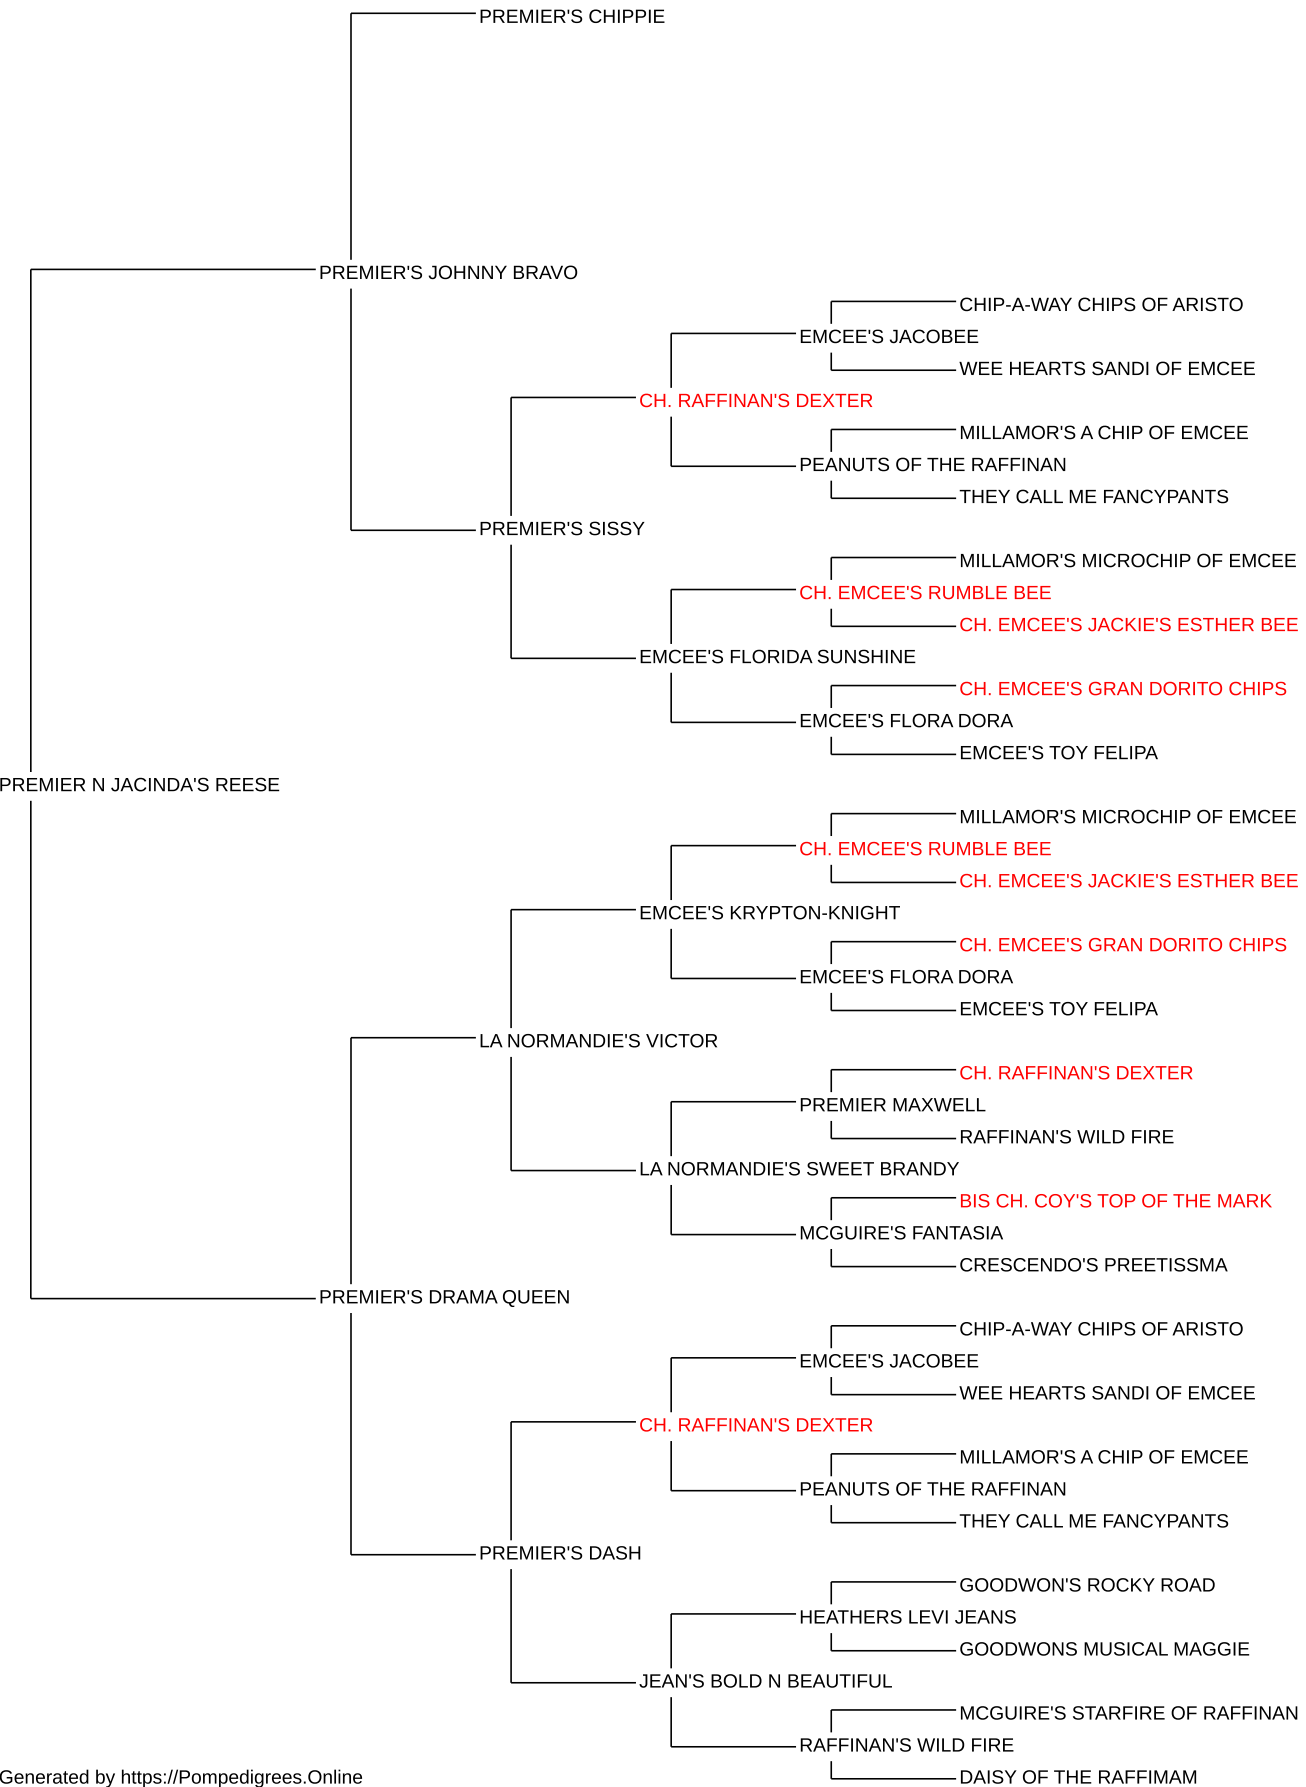 PREMIER'S CHIPPIE
PREMIER'S JOHNNY BRAVO
CHIP-A-WAY CHIPS OF ARISTO
EMCEE'S JACOBEE
WEE HEARTS SANDI OF EMCEE
CH. RAFFINAN'S DEXTER
MILLAMOR'S A CHIP OF EMCEE
PEANUTS OF THE RAFFINAN
THEY CALL ME FANCYPANTS
PREMIER'S SISSY
MILLAMOR'S MICROCHIP OF EMCEE
CH. EMCEE'S RUMBLE BEE
CH. EMCEE'S JACKIE'S ESTHER BEE
EMCEE'S FLORIDA SUNSHINE
CH. EMCEE'S GRAN DORITO CHIPS
EMCEE'S FLORA DORA
EMCEE'S TOY FELIPA
PREMIER N JACINDA'S REESE
MILLAMOR'S MICROCHIP OF EMCEE
CH. EMCEE'S RUMBLE BEE
CH. EMCEE'S JACKIE'S ESTHER BEE
EMCEE'S KRYPTON-KNIGHT
CH. EMCEE'S GRAN DORITO CHIPS
EMCEE'S FLORA DORA
EMCEE'S TOY FELIPA
LA NORMANDIE'S VICTOR
CH. RAFFINAN'S DEXTER
PREMIER MAXWELL
RAFFINAN'S WILD FIRE
LA NORMANDIE'S SWEET BRANDY
BIS CH. COY'S TOP OF THE MARK
MCGUIRE'S FANTASIA
CRESCENDO'S PREETISSMA
PREMIER'S DRAMA QUEEN
CHIP-A-WAY CHIPS OF ARISTO
EMCEE'S JACOBEE
WEE HEARTS SANDI OF EMCEE
CH. RAFFINAN'S DEXTER
MILLAMOR'S A CHIP OF EMCEE
PEANUTS OF THE RAFFINAN
THEY CALL ME FANCYPANTS
PREMIER'S DASH
GOODWON'S ROCKY ROAD
HEATHERS LEVI JEANS
GOODWONS MUSICAL MAGGIE
JEAN'S BOLD N BEAUTIFUL
MCGUIRE'S STARFIRE OF RAFFINAN
RAFFINAN'S WILD FIRE
DAISY OF THE RAFFIMAM
Generated by https://Pompedigrees.Online